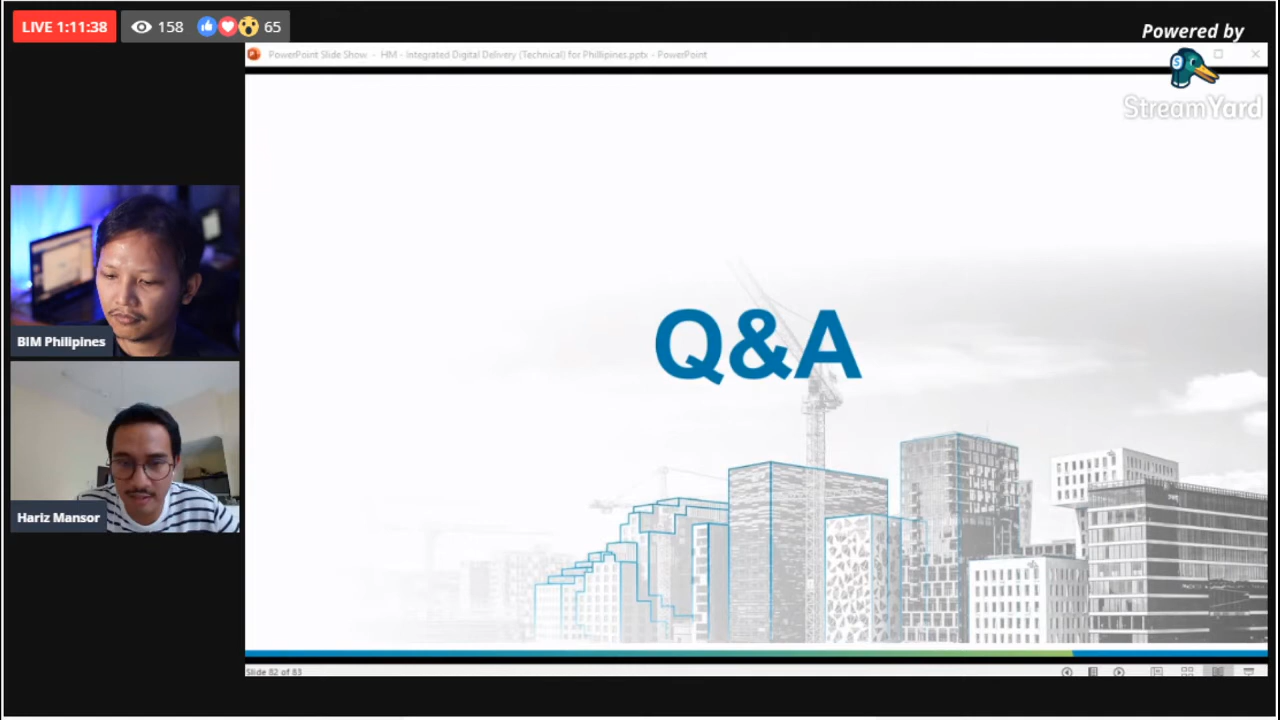 LIVE 1:11:38
158
65
Powered by
PowerPoint Slide Show - HM - Integrated Digital Delivery (Technical) for Phillipines.pptx - PowerPoint
StreamYard
Q&A
BIM Philipines
Hariz Mansor
Slide 82 of 83